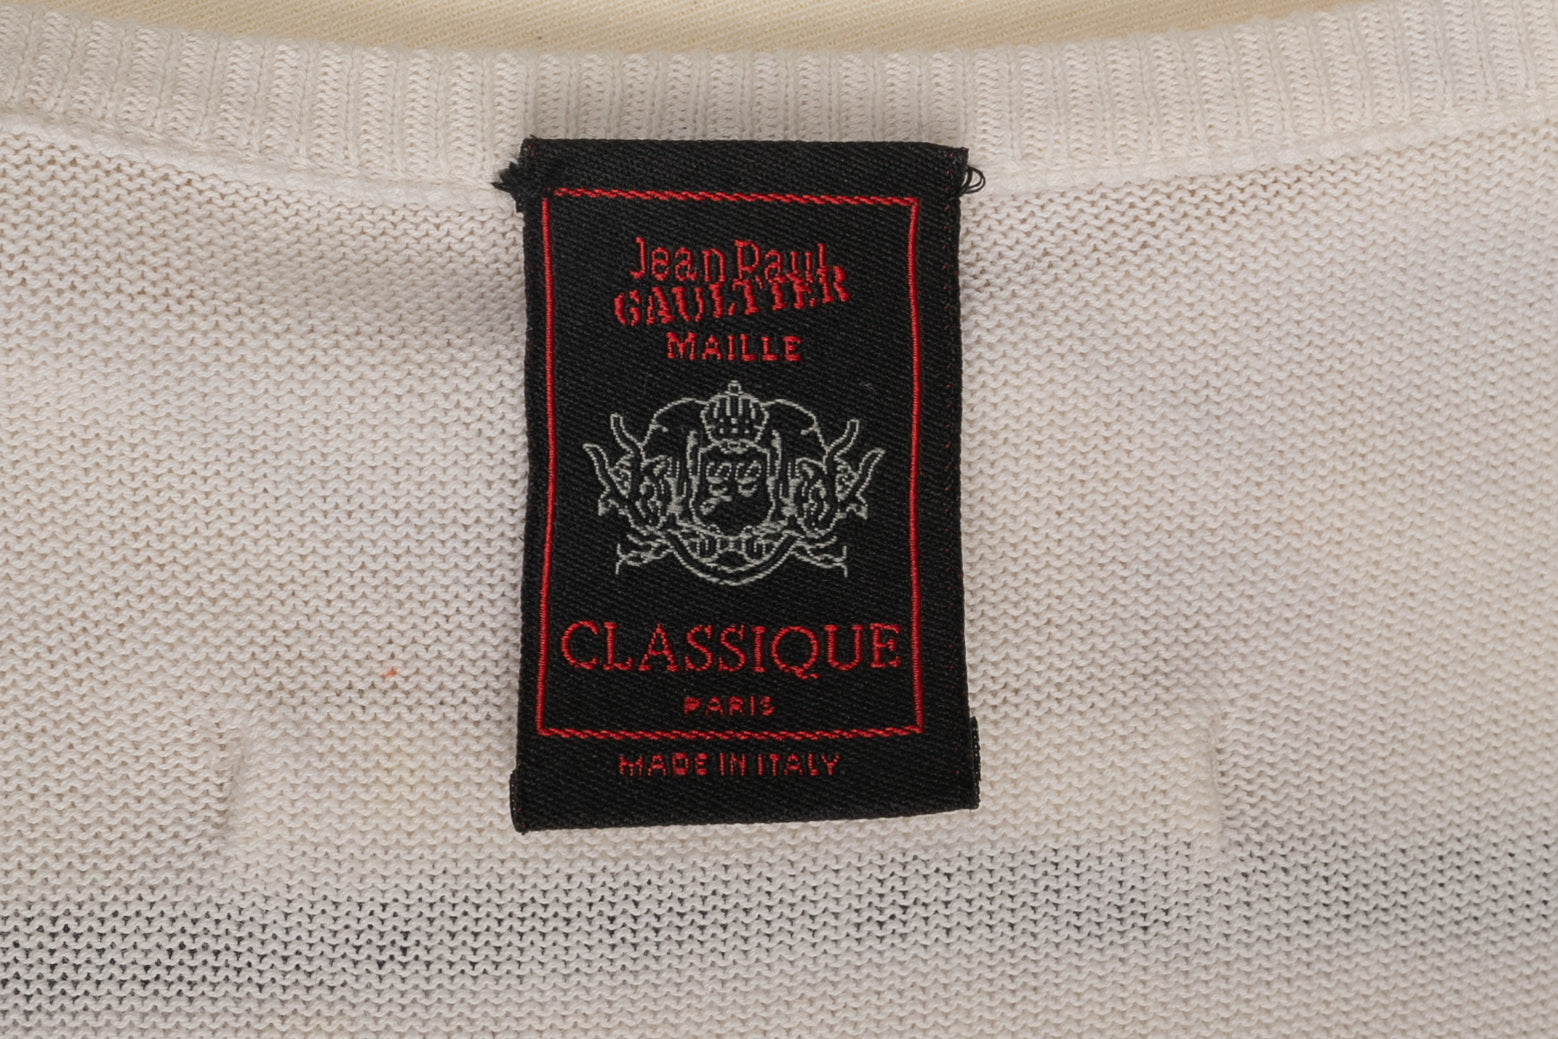 Jean Paul
GAULTIER
MAILLE
CLASSIQUE
PARIS
MADE IN ITALY